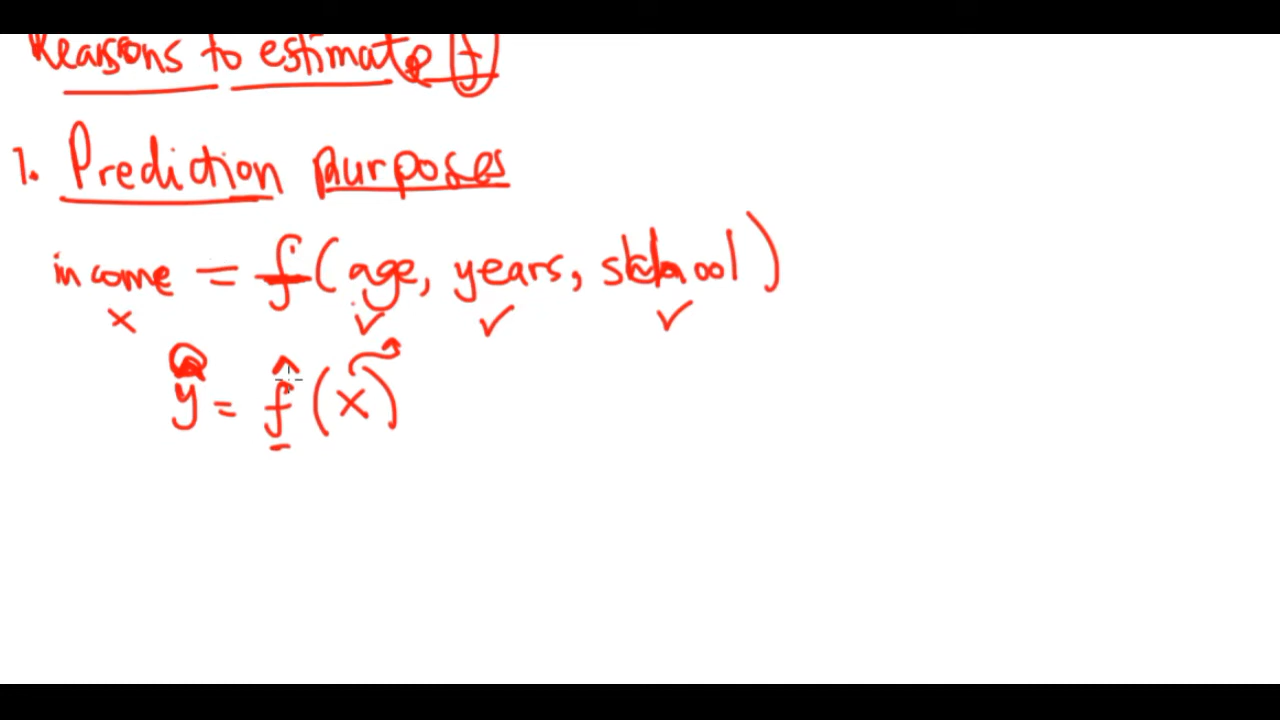 Reasons to estimate f
1. Prediction purposes
income = f(age, years, school)
x ✓ ✓ ✓
ŷ = f̂(x)